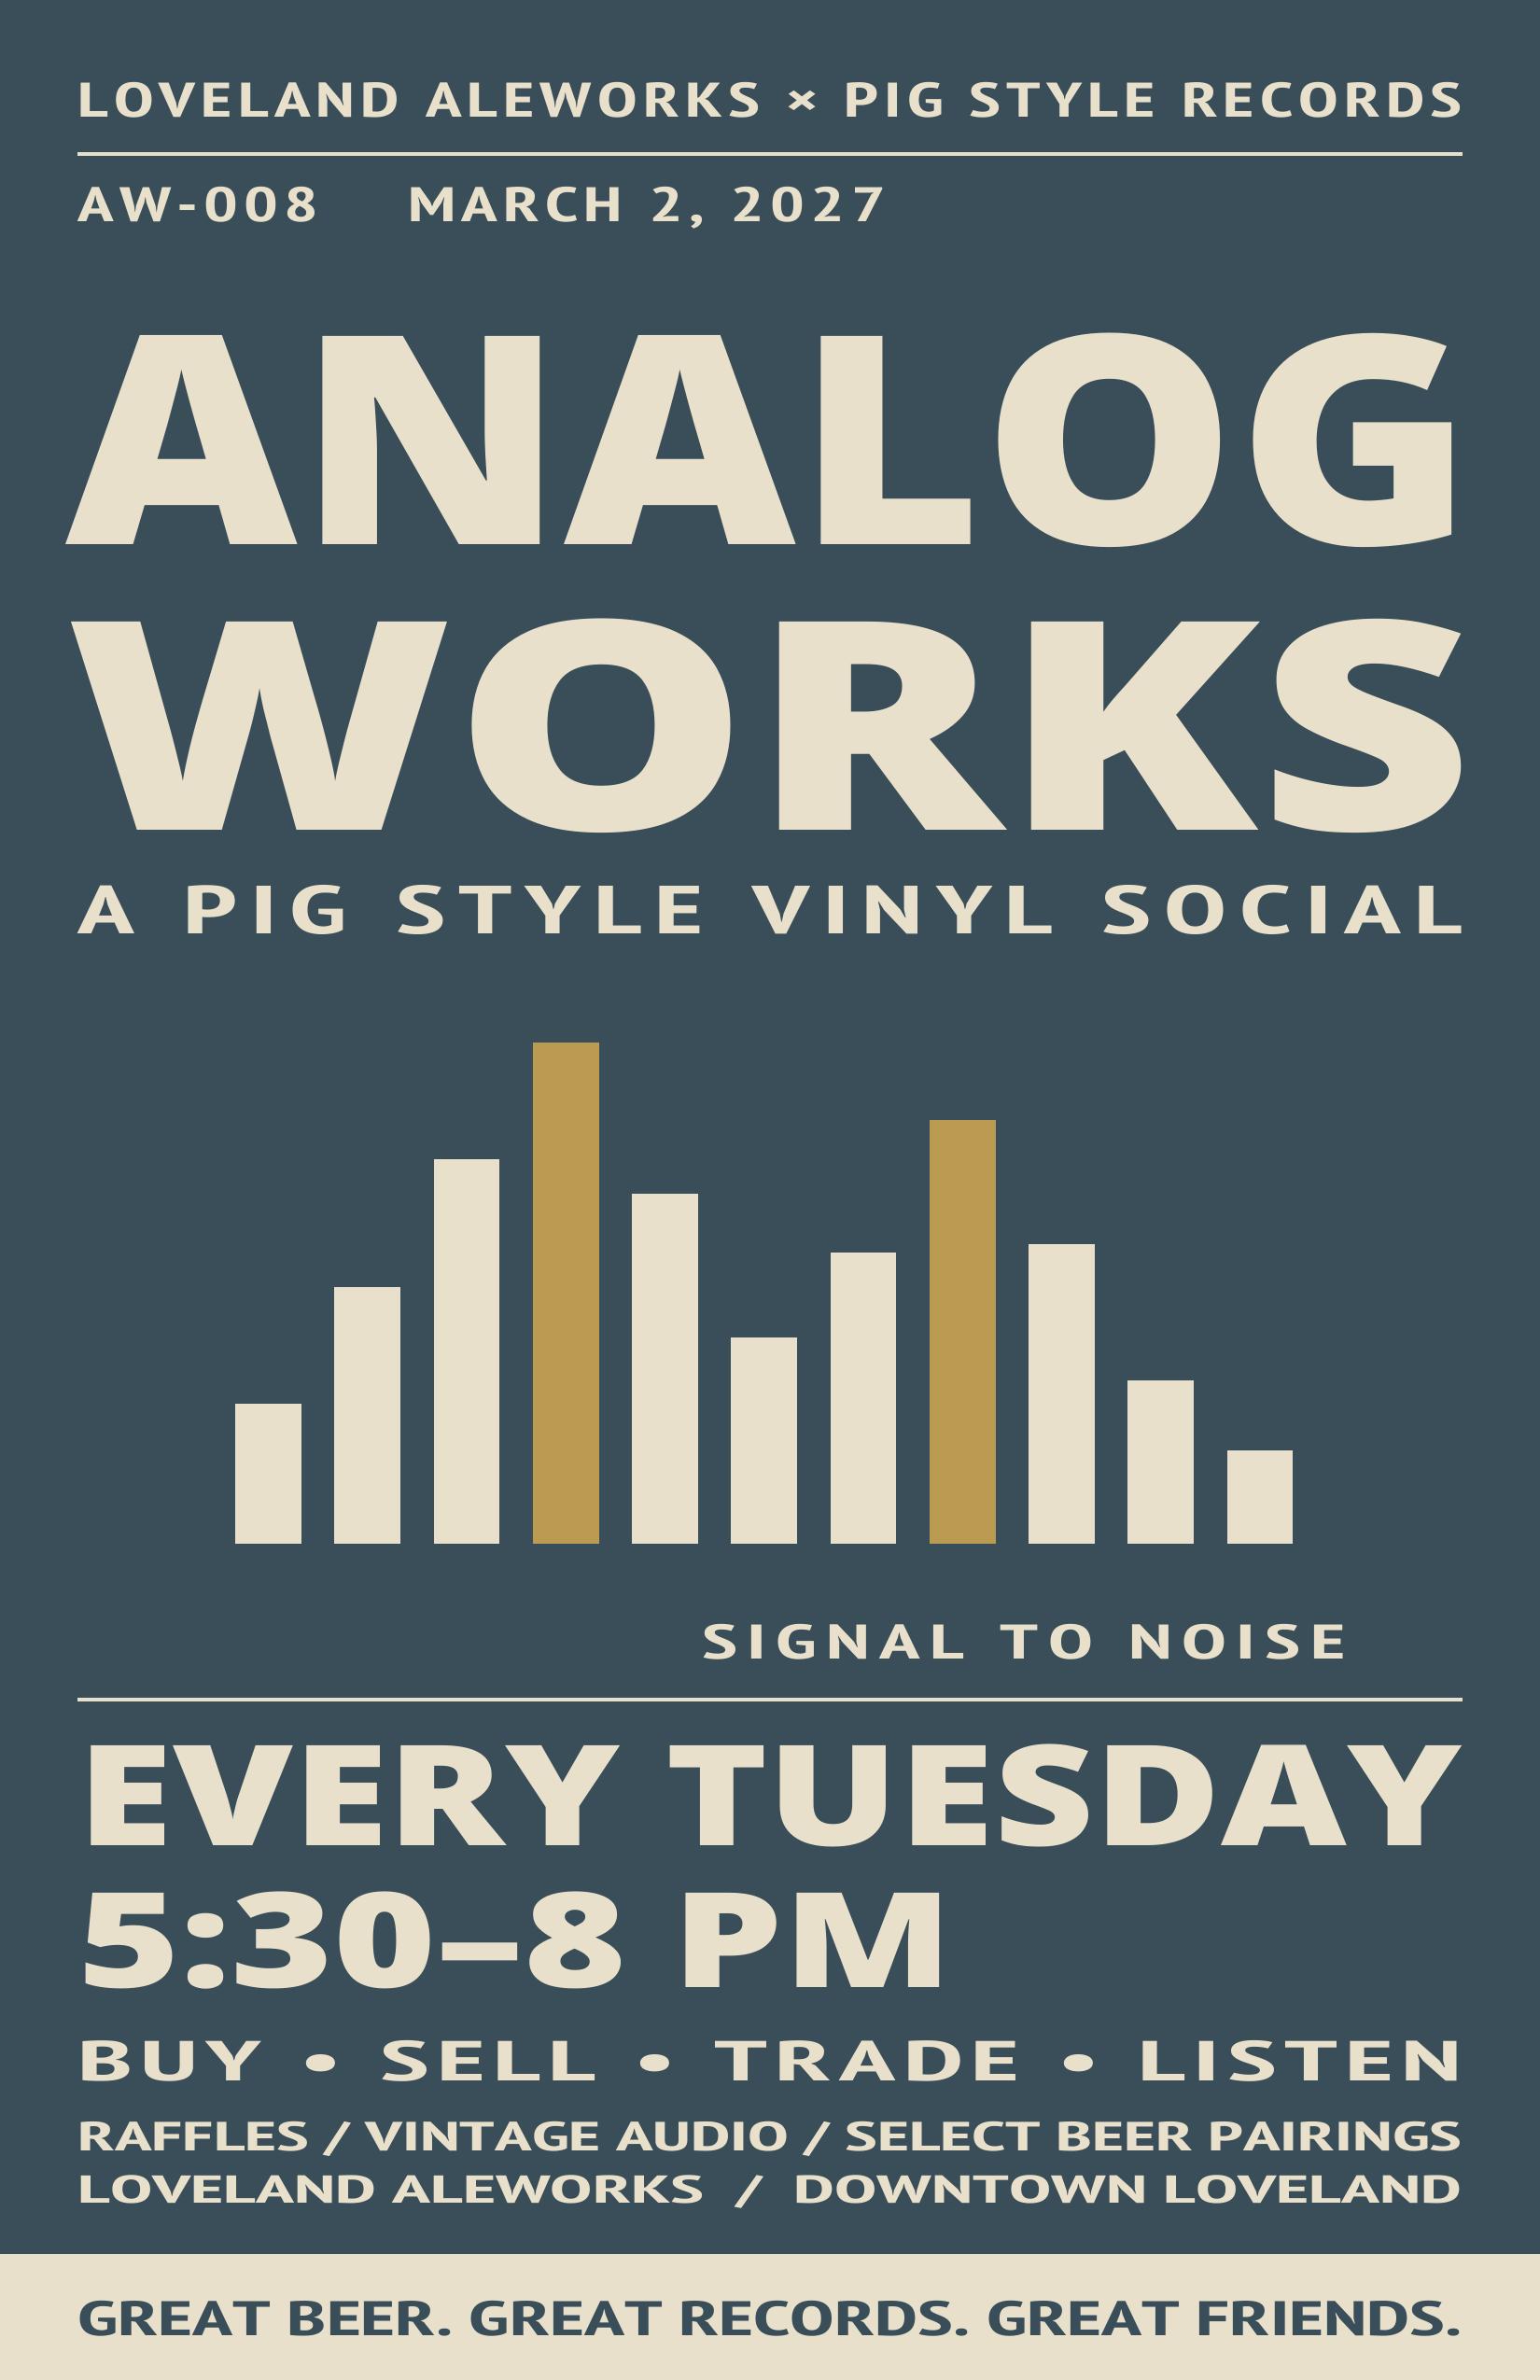 LOVELAND ALEWORKS × PIG STYLE RECORDS
AW-008 MARCH 2, 2027
ANALOG
WORKS
A PIG STYLE VINYL SOCIAL
SIGNAL TO NOISE
EVERY TUESDAY
5:30–8 PM
BUY • SELL • TRADE • LISTEN
RAFFLES / VINTAGE AUDIO / SELECT BEER PAIRINGS
LOVELAND ALEWORKS / DOWNTOWN LOVELAND
GREAT BEER. GREAT RECORDS. GREAT FRIENDS.